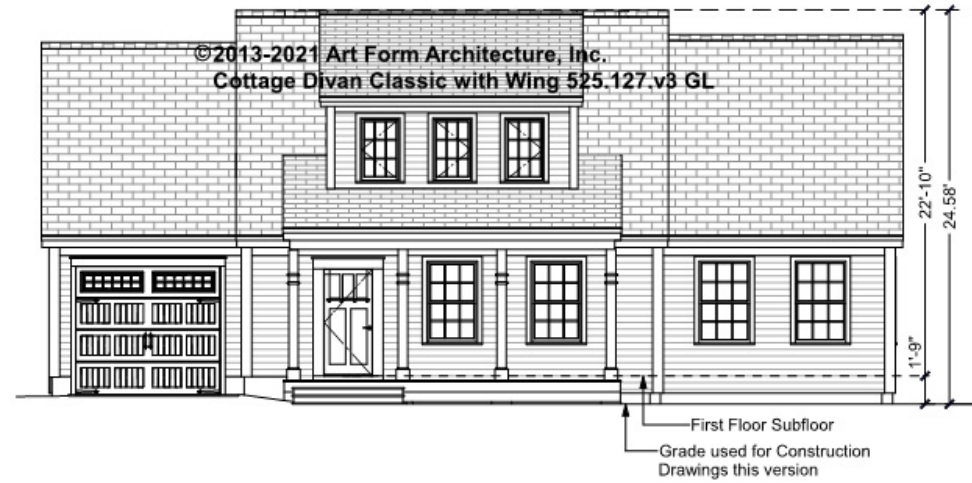 ©2013-2021 Art Form Architecture, Inc.
Cottage Divan Classic with Wing 525.127.v3 GL
22'-10"
24.58'
1'-9"
First Floor Subfloor
Grade used for Construction
Drawings this version